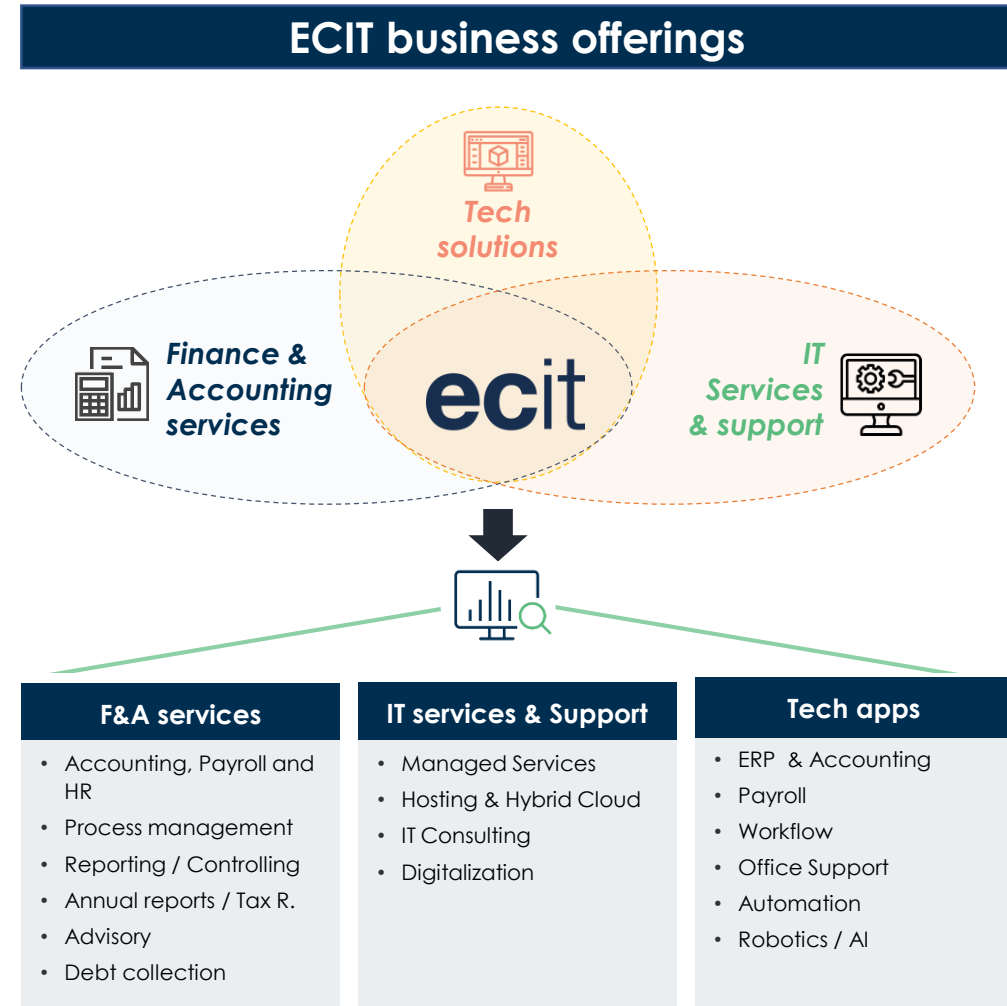 ECIT business offerings
Tech
solutions
Finance &
Accounting
services
ecit
IT
Services
& support
F&A services
• Accounting, Payroll and
HR
• Process management
• Reporting / Controlling
• Annual reports / Tax R.
• Advisory
• Debt collection
IT services & Support
• Managed Services
• Hosting & Hybrid Cloud
• IT Consulting
• Digitalization
Tech apps
• ERP & Accounting
• Payroll
• Workflow
• Office Support
• Automation
• Robotics / AI